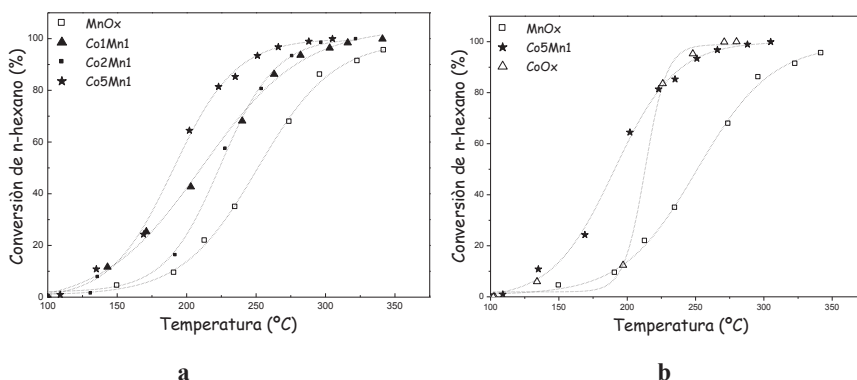 MnOx
Co1Mn1
Co2Mn1
Co5Mn1
Conversiòn de n-hexano (%)
100
80
60
40
20
0
100 150 200 250 300 350
Temperatura (ºC)
a
MnOx
Co5Mn1
CoOx
Conversiòn de n-hexano (%)
100
80
60
40
20
0
100 150 200 250 300 350
Temperatura (ºC)
b